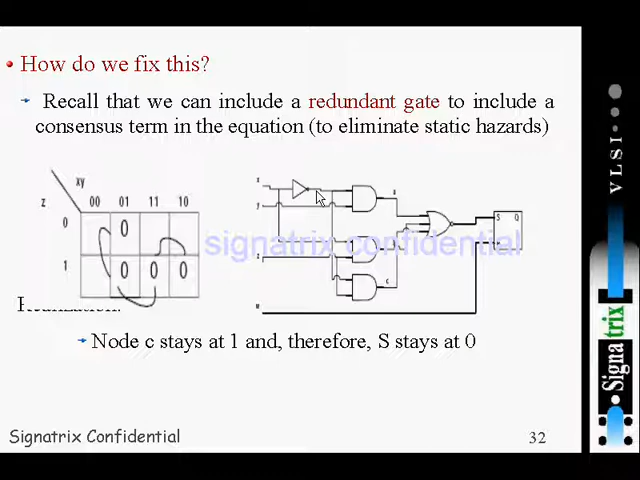 How do we fix this?
Recall that we can include a redundant gate to include a
consensus term in the equation (to eliminate static hazards)
xy
z
00 01 11 10
0 0
1 0 0 0
x
y
z
S Q
c
signatrix confidential
Realization:
Node c stays at 1 and, therefore, S stays at 0
Signatrix Confidential
32
VLSI
Signatrix